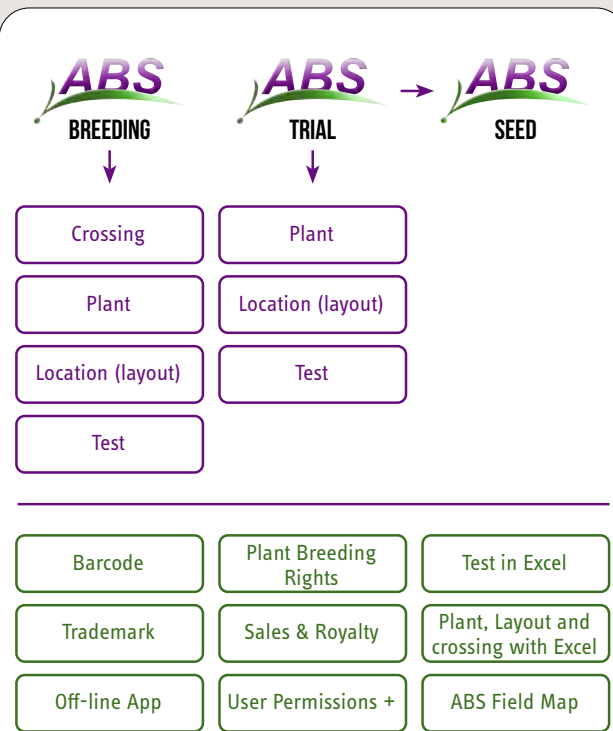 ABS ABS ABS
BREEDING TRIAL SEED
Crossing Plant
Plant Location (layout)
Location (layout) Test
Test
Barcode
Plant Breeding
Rights
Test in Excel
Trademark
Sales & Royalty
Plant, Layout and
crossing with Excel
Off-line App
User Permissions +
ABS Field Map